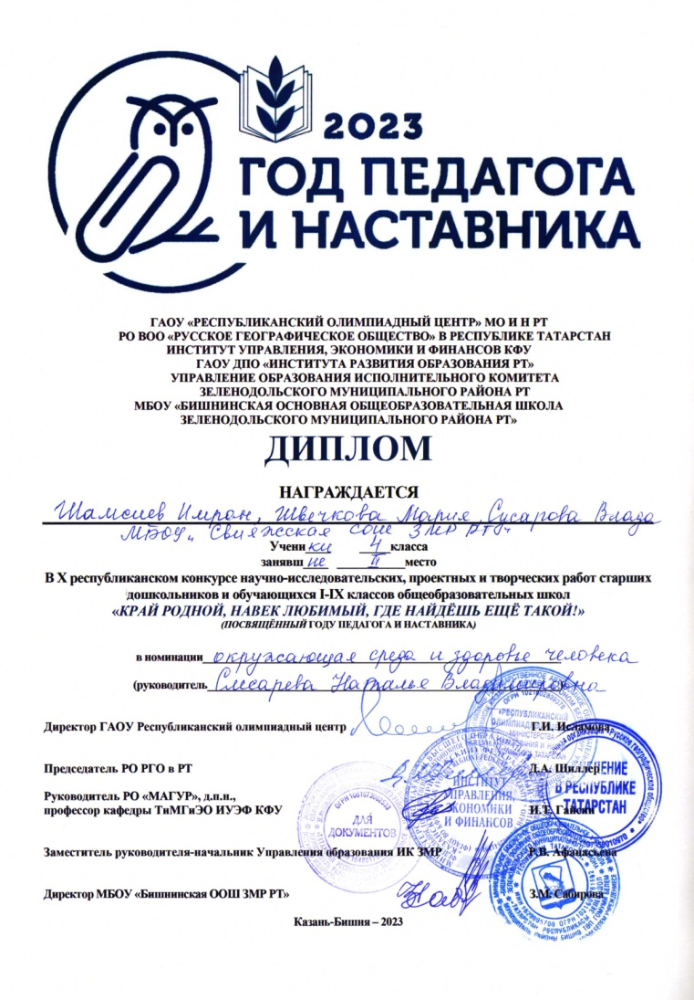 2023
ГОД ПЕДАГОГА
И НАСТАВНИКА
ГАОУ «РЕСПУБЛИКАНСКИЙ ОЛИМПИАДНЫЙ ЦЕНТР» МО И Н РТ
РО ВОО «РУССКОЕ ГЕОГРАФИЧЕСКОЕ ОБЩЕСТВО» В РЕСПУБЛИКЕ ТАТАРСТАН
ИНСТИТУТ УПРАВЛЕНИЯ, ЭКОНОМИКИ И ФИНАНСОВ КФУ
ГАОУ ДПО «ИНСТИТУТА РАЗВИТИЯ ОБРАЗОВАНИЯ РТ»
УПРАВЛЕНИЕ ОБРАЗОВАНИЯ ИСПОЛНИТЕЛЬНОГО КОМИТЕТА
ЗЕЛЕНОДОЛЬСКОГО МУНИЦИПАЛЬНОГО РАЙОНА РТ
МБОУ «БИШНИНСКАЯ ОСНОВНАЯ ОБЩЕОБРАЗОВАТЕЛЬНАЯ ШКОЛА
ЗЕЛЕНОДОЛЬСКОГО МУНИЦИПАЛЬНОГО РАЙОНА РТ»
ДИПЛОМ
НАГРАЖДАЕТСЯ
Шамсиев Имран, Швечкова Мария, Сусарова Влада
МБОУ "Свияжская сош ЗМР РТ"
Ученики 4 класса
занявшие II место
В X республиканском конкурсе научно-исследовательских, проектных и творческих работ старших
дошкольников и обучающихся I-IX классов общеобразовательных школ
«КРАЙ РОДНОЙ, НАВЕК ЛЮБИМЫЙ, ГДЕ НАЙДЁШЬ ЕЩЁ ТАКОЙ!»
(ПОСВЯЩЁННЫЙ ГОДУ ПЕДАГОГА И НАСТАВНИКА)
в номинации окружающая среда и здоровье человека
(руководитель Слесарева Наталья Владимировна
Директор ГАОУ Республиканский олимпиадный центр Г.И. Исламова
Председатель РО РГО в РТ Д.А. Шиллер
Руководитель РО «МАГУР», д.п.н.,
профессор кафедры ТиМГиЭО ИУЭФ КФУ И.Т. Гайсин
Заместитель руководителя-начальник Управления образования ИК ЗМР Р.В. Афанасьева
Директор МБОУ «Бишнинская ООШ ЗМР РТ» З.М. Сабирова
ДЛЯ
ДОКУМЕНТОВ
ИНСТИТУТ
УПРАВЛЕНИЯ,
ЭКОНОМИКИ
И ФИНАНСОВ
В РЕСПУБЛИКЕ
ТАТАРСТАН
Казань-Бишня – 2023